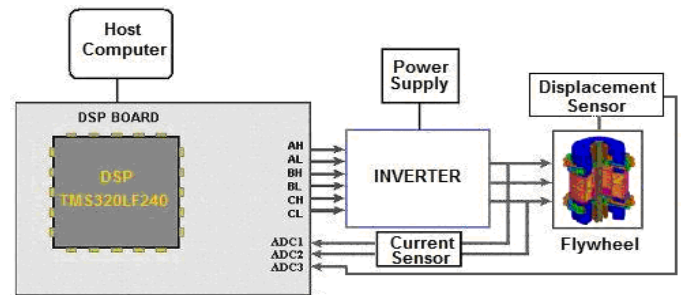 Host
Computer
Power
Supply
Displacement
Sensor
DSP BOARD
DSP
TMS320LF240
AH
AL
BH
BL
CH
CL
INVERTER
ADC1
ADC2
ADC3
Current
Sensor
Flywheel